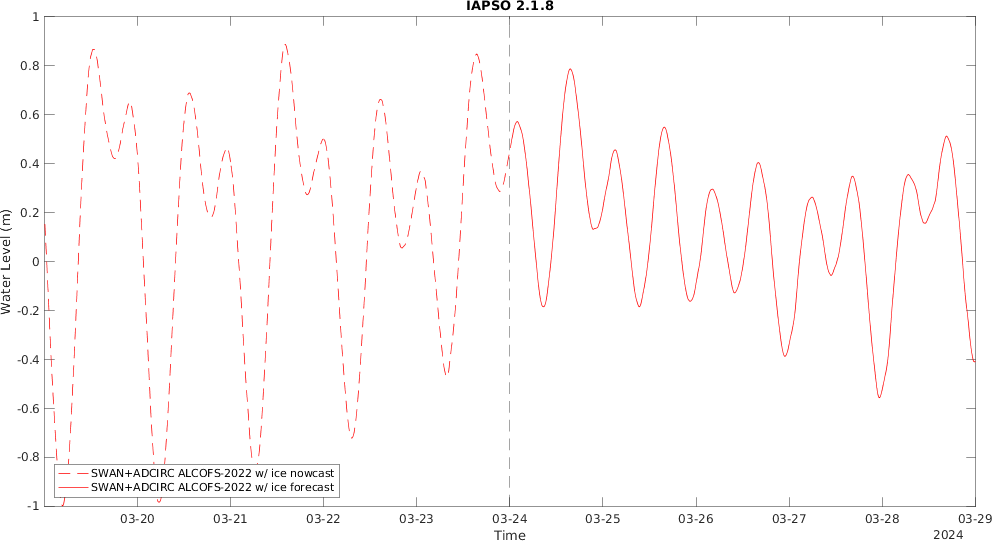 IAPSO 2.1.8
1
0.8
0.6
0.4
0.2
0
-0.2
-0.4
-0.6
-0.8
-1
Water Level (m)
SWAN+ADCIRC ALCOFS-2022 w/ ice nowcast
SWAN+ADCIRC ALCOFS-2022 w/ ice forecast
03-20 03-21 03-22 03-23 03-24 03-25 03-26 03-27 03-28 03-29
Time
2024